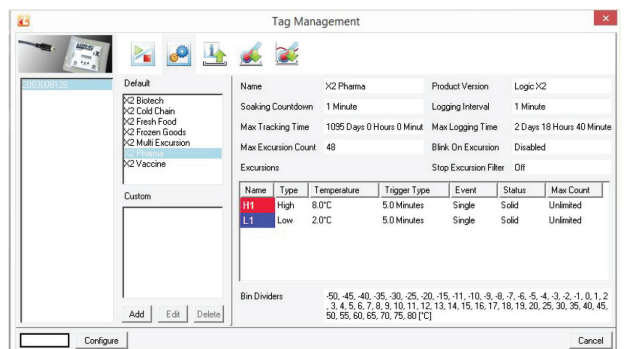 Tag Management
2083009128
Default
X2 Biotech
X2 Cold Chain
X2 Fresh Food
X2 Frozen Goods
X2 Multi Excursion
X2 Pharma
X2 Vaccine
Custom
Add Edit Delete
Name X2 Pharma Product Version Logic X2
Soaking Countdown 1 Minute Logging Interval 1 Minute
Max Tracking Time 1095 Days 0 Hours 0 Minut Max Logging Time 2 Days 18 Hours 40 Minute
Max Excursion Count 48 Blink On Excursion Disabled
Excursions Stop Excursion Filter Off
Name Type Temperature Trigger Type Event Status Max Count
H1 High 8.0°C 5.0 Minutes Single Solid Unlimited
L1 Low 2.0°C 5.0 Minutes Single Solid Unlimited
Bin Dividers -50, -45, -40, -35, -30, -25, -20, -15, -11, -10, -9, -8, -7, -6, -5, -4, -3, -2, -1, 0, 1, 2
, 3, 4, 5, 6, 7, 8, 9, 10, 11, 12, 13, 14, 15, 16, 17, 18, 19, 20, 25, 30, 35, 40, 45,
50, 55, 60, 65, 70, 75, 80 [°C]
Configure Cancel